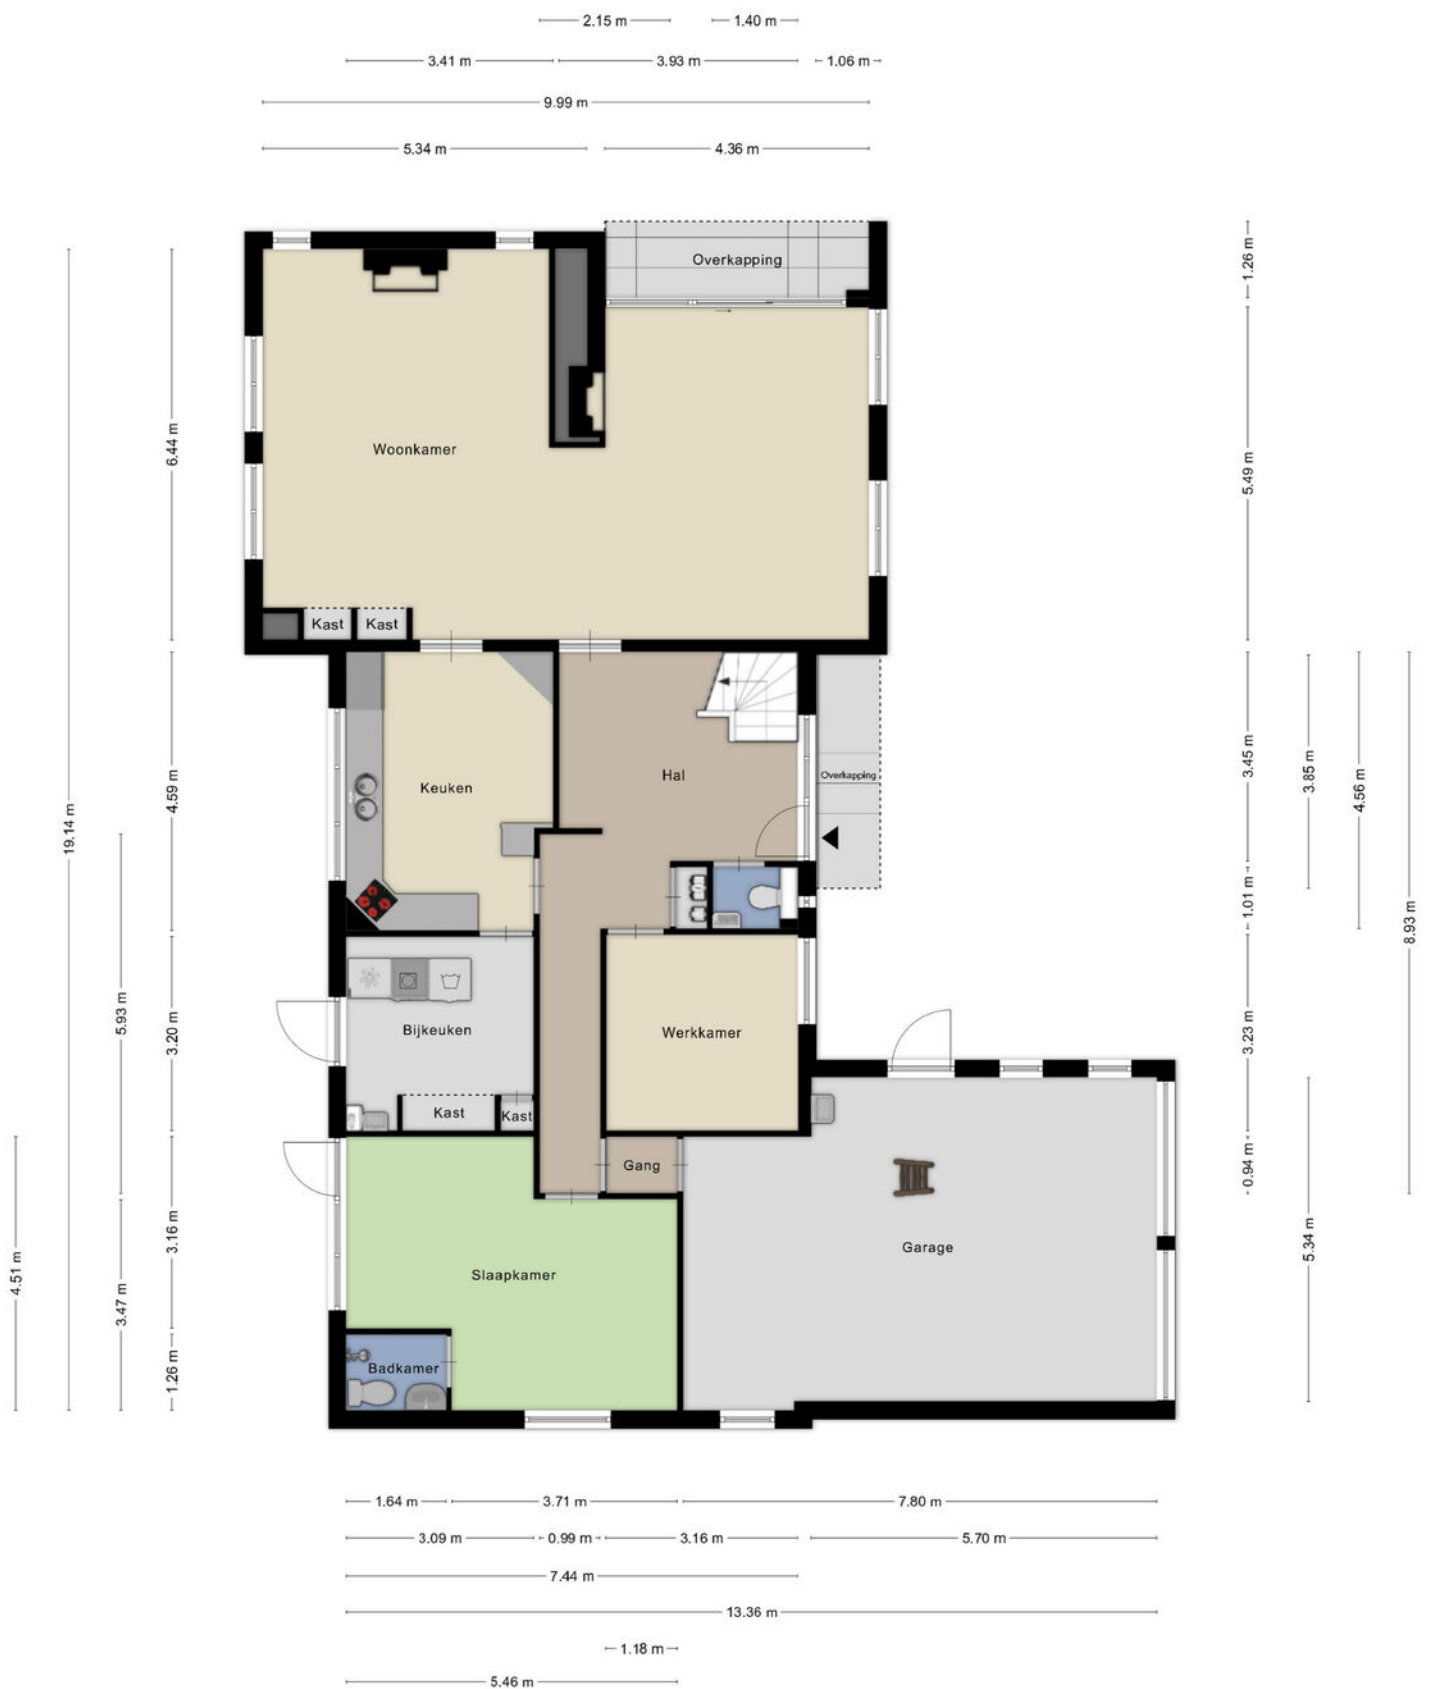 2.15 m
1.40 m
3.41 m
3.93 m
1.06 m
9.99 m
5.34 m
4.36 m
Overkapping
1.26 m
Woonkamer
6.44 m
5.49 m
Kast
Kast
Keuken
Hal
Overkapping
4.59 m
19.14 m
3.45 m
3.85 m
4.56 m
1.01 m
8.93 m
5.93 m
3.20 m
Bijkeuken
Werkkamer
3.23 m
Kast
Kast
Gang
0.94 m
Garage
Slaapkamer
3.16 m
5.34 m
4.51 m
3.47 m
1.26 m
Badkamer
1.64 m
3.71 m
7.80 m
3.09 m
0.99 m
3.16 m
5.70 m
7.44 m
13.36 m
1.18 m
5.46 m